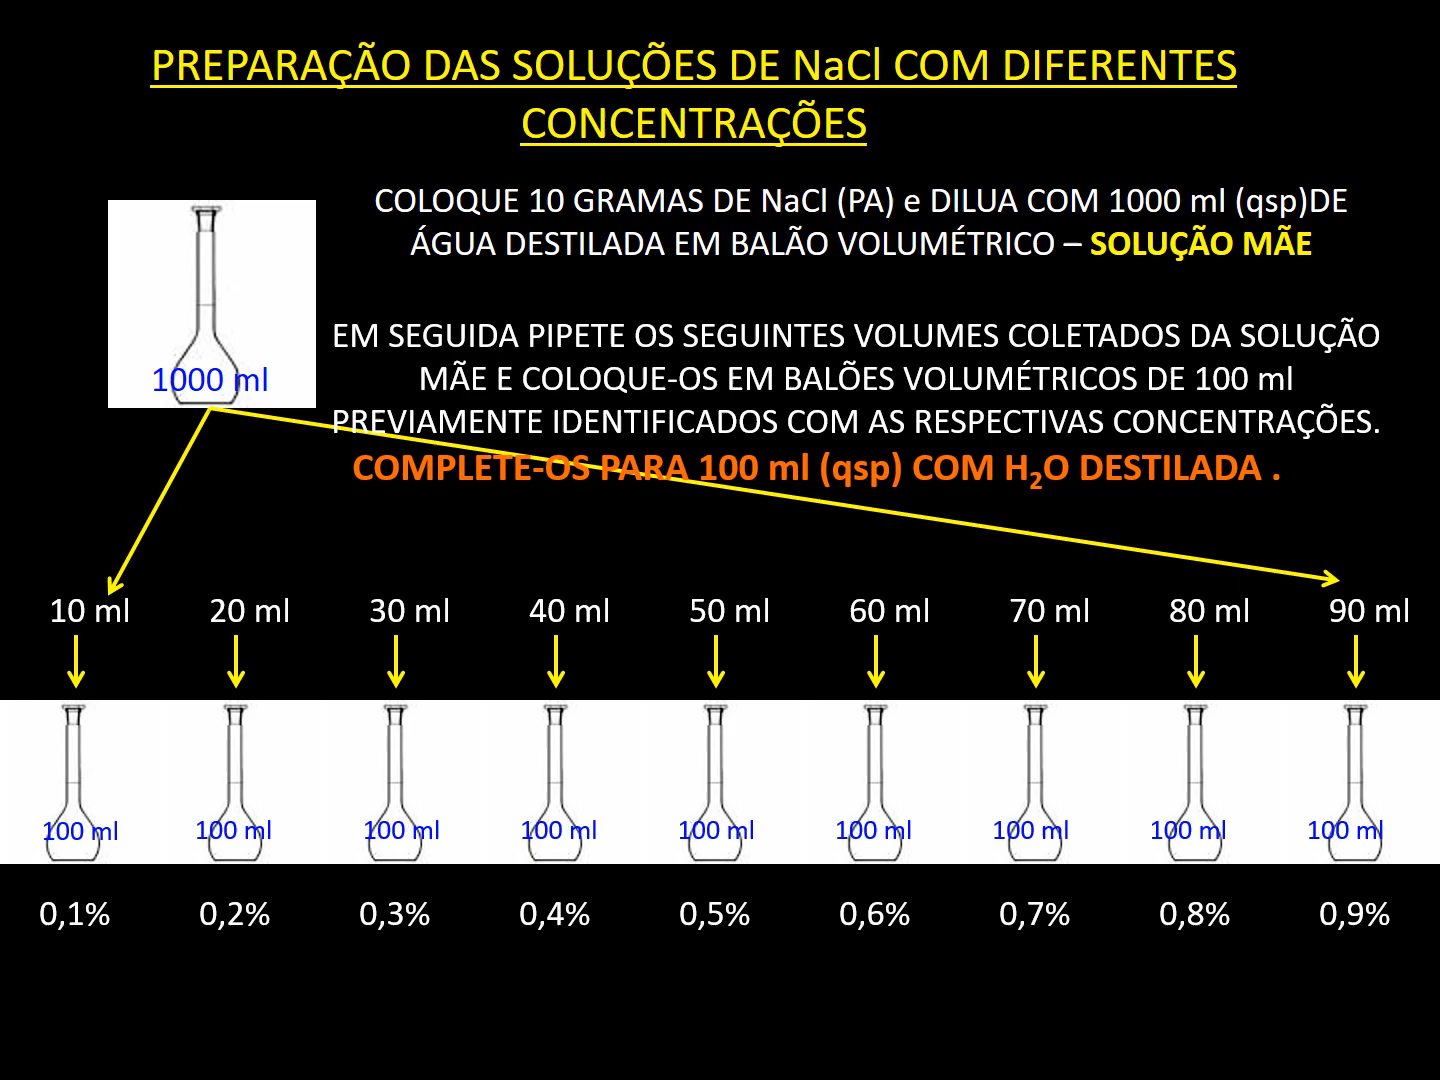 PREPARAÇÃO DAS SOLUÇÕES DE NaCl COM DIFERENTES
CONCENTRAÇÕES
COLOQUE 10 GRAMAS DE NaCl (PA) e DILUA COM 1000 ml (qsp)DE
ÁGUA DESTILADA EM BALÃO VOLUMÉTRICO – SOLUÇÃO MÃE
1000 ml
EM SEGUIDA PIPETE OS SEGUINTES VOLUMES COLETADOS DA SOLUÇÃO
MÃE E COLOQUE-OS EM BALÕES VOLUMÉTRICOS DE 100 ml
PREVIAMENTE IDENTIFICADOS COM AS RESPECTIVAS CONCENTRAÇÕES.
COMPLETE-OS PARA 100 ml (qsp) COM H₂O DESTILADA .
10 ml 20 ml 30 ml 40 ml 50 ml 60 ml 70 ml 80 ml 90 ml
100 ml 100 ml 100 ml 100 ml 100 ml 100 ml 100 ml 100 ml 100 ml
0,1% 0,2% 0,3% 0,4% 0,5% 0,6% 0,7% 0,8% 0,9%